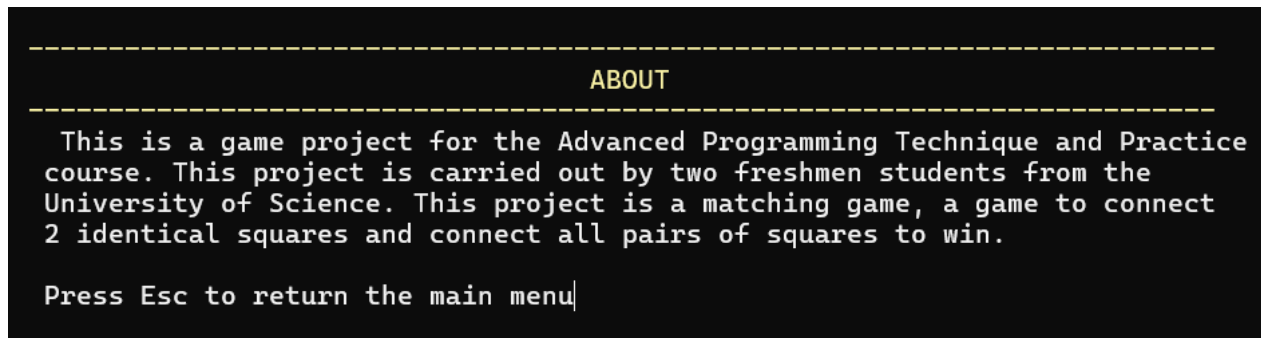 ABOUT
This is a game project for the Advanced Programming Technique and Practice
course. This project is carried out by two freshmen students from the
University of Science. This project is a matching game, a game to connect
2 identical squares and connect all pairs of squares to win.
Press Esc to return the main menu